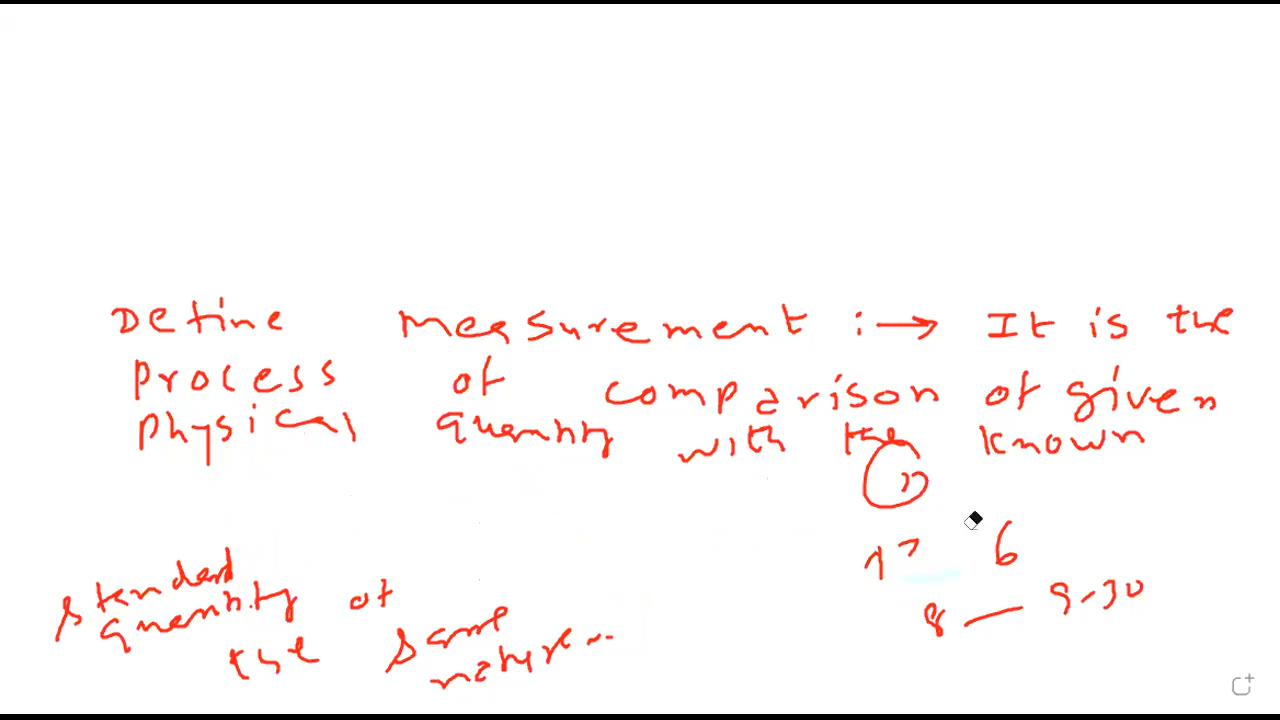 Define measurement :→ It is the
process of comparison of given
physical quantity with the known
standard
quantity of
the same
nature
6
8 — 9-30